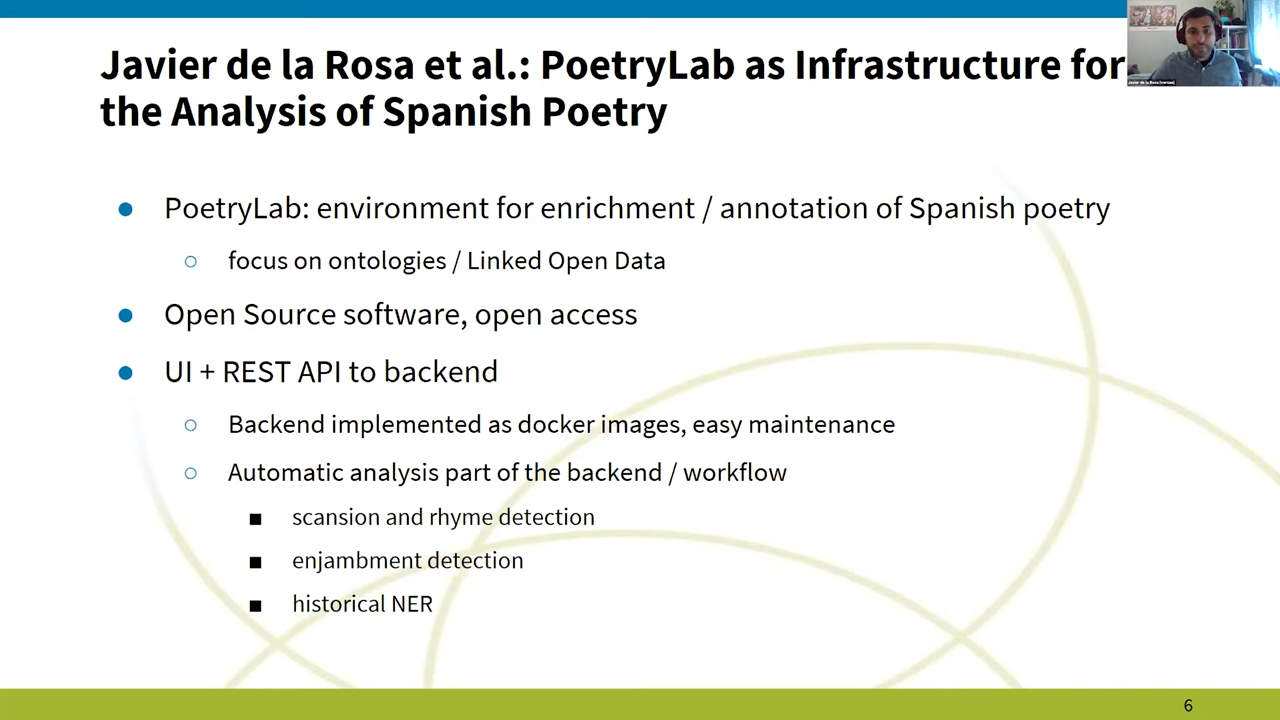 Javier de la Rosa et al.: PoetryLab as Infrastructure for
the Analysis of Spanish Poetry
● PoetryLab: environment for enrichment / annotation of Spanish poetry
○ focus on ontologies / Linked Open Data
● Open Source software, open access
● UI + REST API to backend
○ Backend implemented as docker images, easy maintenance
○ Automatic analysis part of the backend / workflow
■ scansion and rhyme detection
■ enjambment detection
■ historical NER
6